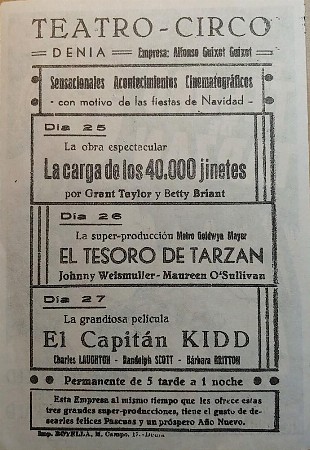 TEATRO-CIRCO
DENIA Empresa: Alfonso Guixot Guixot
Sensacionales Acontecimientos Cinematográficos
- con motivo de las fiestas de Navidad -
Día 25
La obra espectacular
La carga de los 40.000 jinetes
por Grant Taylor y Betty Briant
Día 26
La super-producción Metro Goldwyn Mayer
EL TESORO DE TARZAN
Johnny Weismuller - Maureen O'Sullivan
Día 27
La grandiosa película
El Capitán KIDD
Charles LAUGHTON - Randolph SCOTT - Bárbara BRITTON
Permanente de 5 tarde a 1 noche
Esta Empresa al mismo tiempo que les ofrece estas
tres grandes super-producciones, tiene el gusto de de-
searles felices Pascuas y un próspero Año Nuevo.
Imp. BOTELLA, M. Campo, 17.-Denia